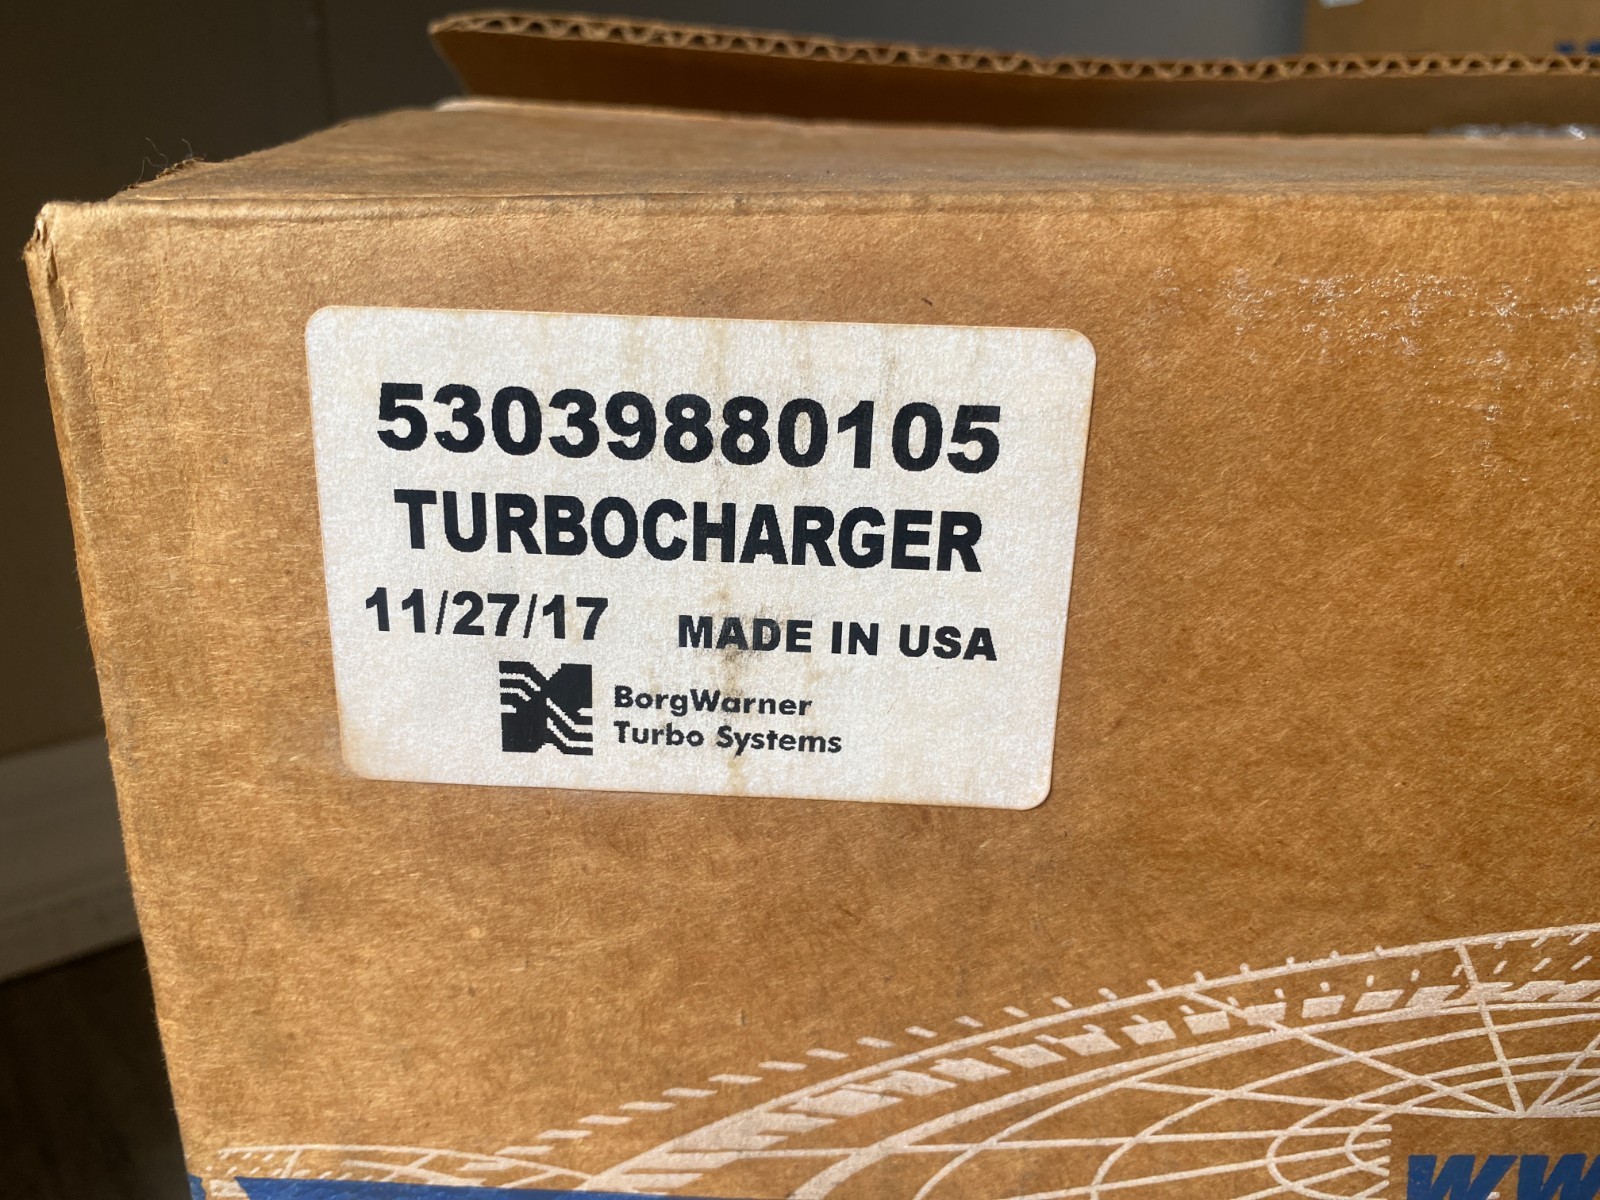 53039880105
TURBOCHARGER
11/27/17 MADE IN USA
BorgWarner
Turbo Systems